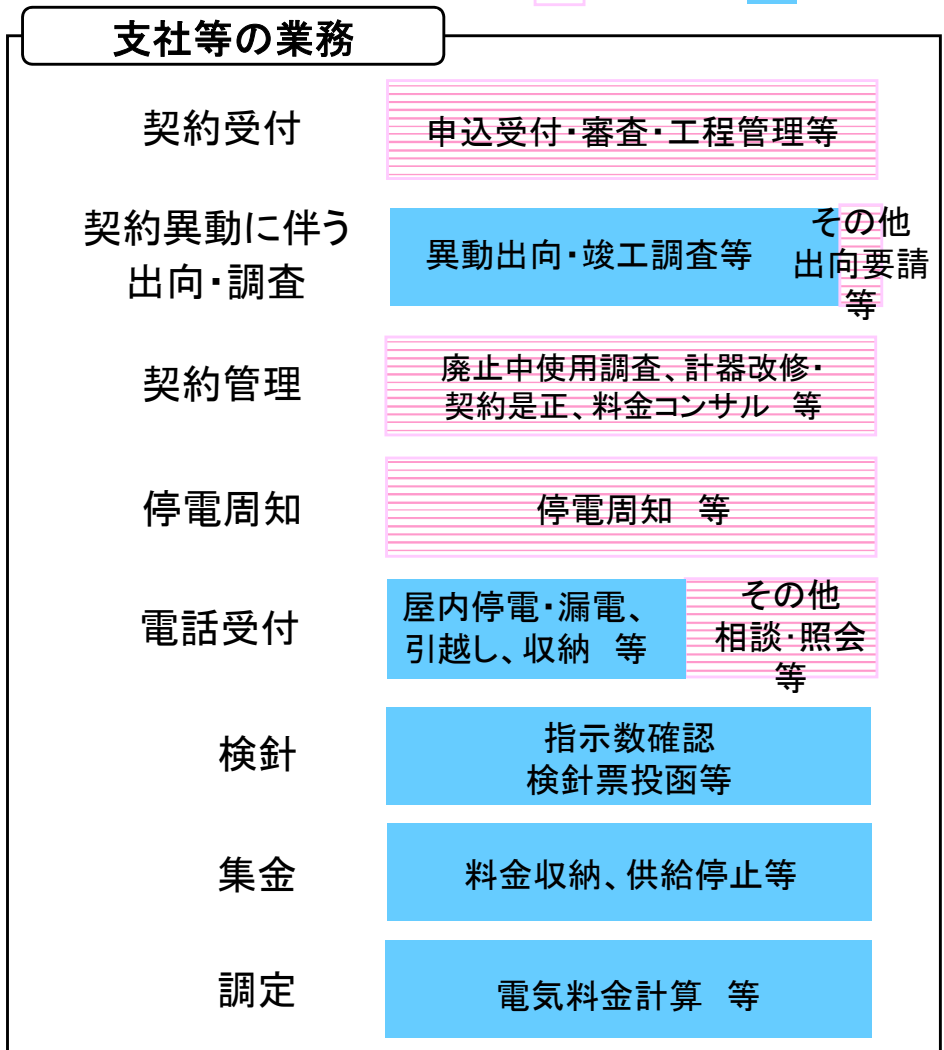 支社等の業務
契約受付
申込受付・審査・工程管理等
契約異動に伴う
出向・調査
異動出向・竣工調査等
その他
出向要請
等
契約管理
廃止中使用調査、計器改修・
契約是正、料金コンサル 等
停電周知
停電周知 等
電話受付
屋内停電・漏電、
引越し、収納 等
その他
相談・照会
等
検針
指示数確認
検針票投函等
集金
料金収納、供給停止等
調定
電気料金計算 等